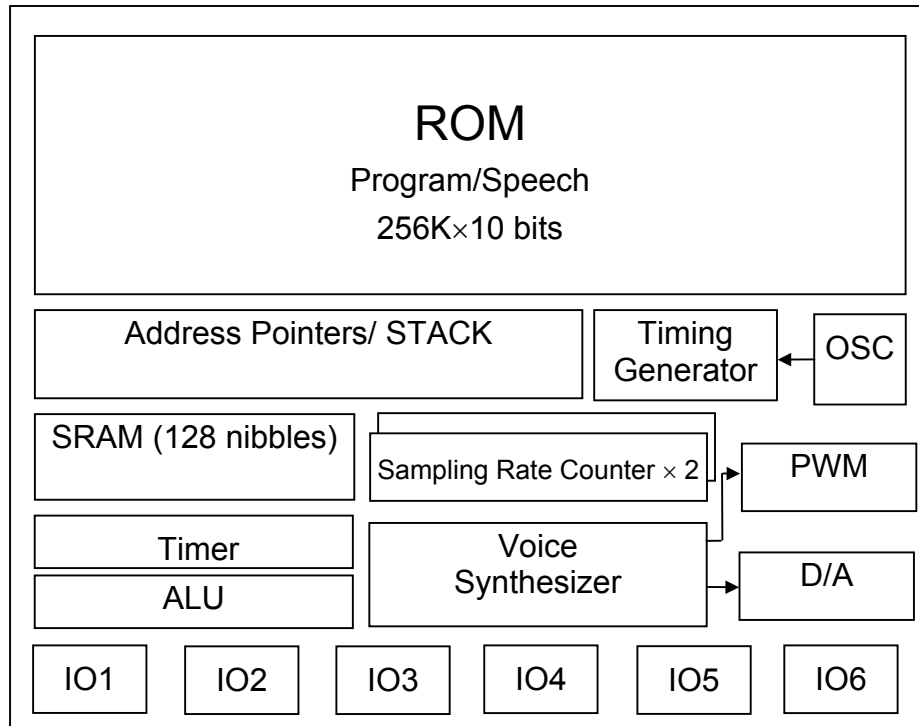 ROM
Program/Speech
256K×10 bits
Address Pointers/ STACK
Timing
Generator
OSC
SRAM (128 nibbles)
Sampling Rate Counter × 2
PWM
Timer
Voice
Synthesizer
D/A
ALU
IO1
IO2
IO3
IO4
IO5
IO6